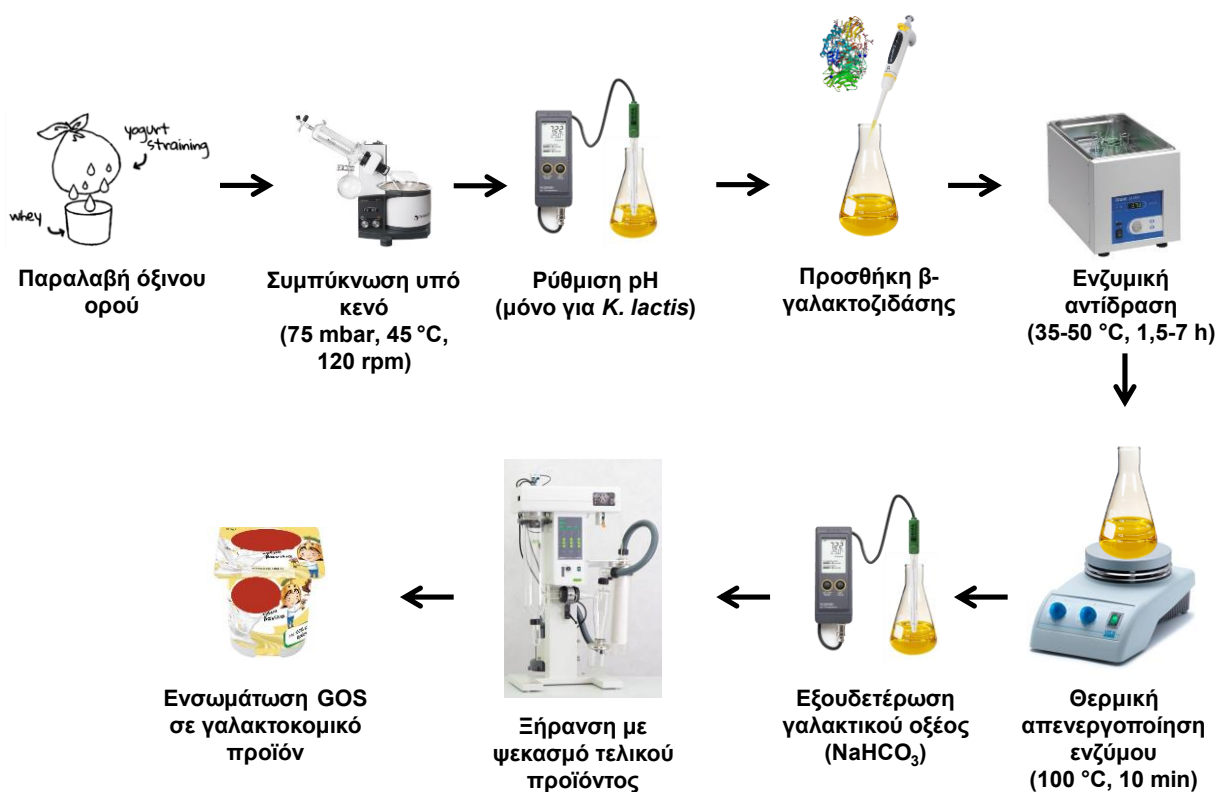 yogurt
straining
whey
Παραλαβή όξινου
ορού
Συμπύκνωση υπό
κενό
(75 mbar, 45 °C,
120 rpm)
Ρύθμιση pH
(μόνο για K. lactis)
Προσθήκη β-
γαλακτοζιδάσης
Ενζυμική
αντίδραση
(35-50 °C, 1,5-7 h)
Θερμική
απενεργοποίηση
ενζύμου
(100 °C, 10 min)
Εξουδετέρωση
γαλακτικού οξέος
(NaHCO₃)
Ξήρανση με
ψεκασμό τελικού
προϊόντος
Ενσωμάτωση GOS
σε γαλακτοκομικό
προϊόν